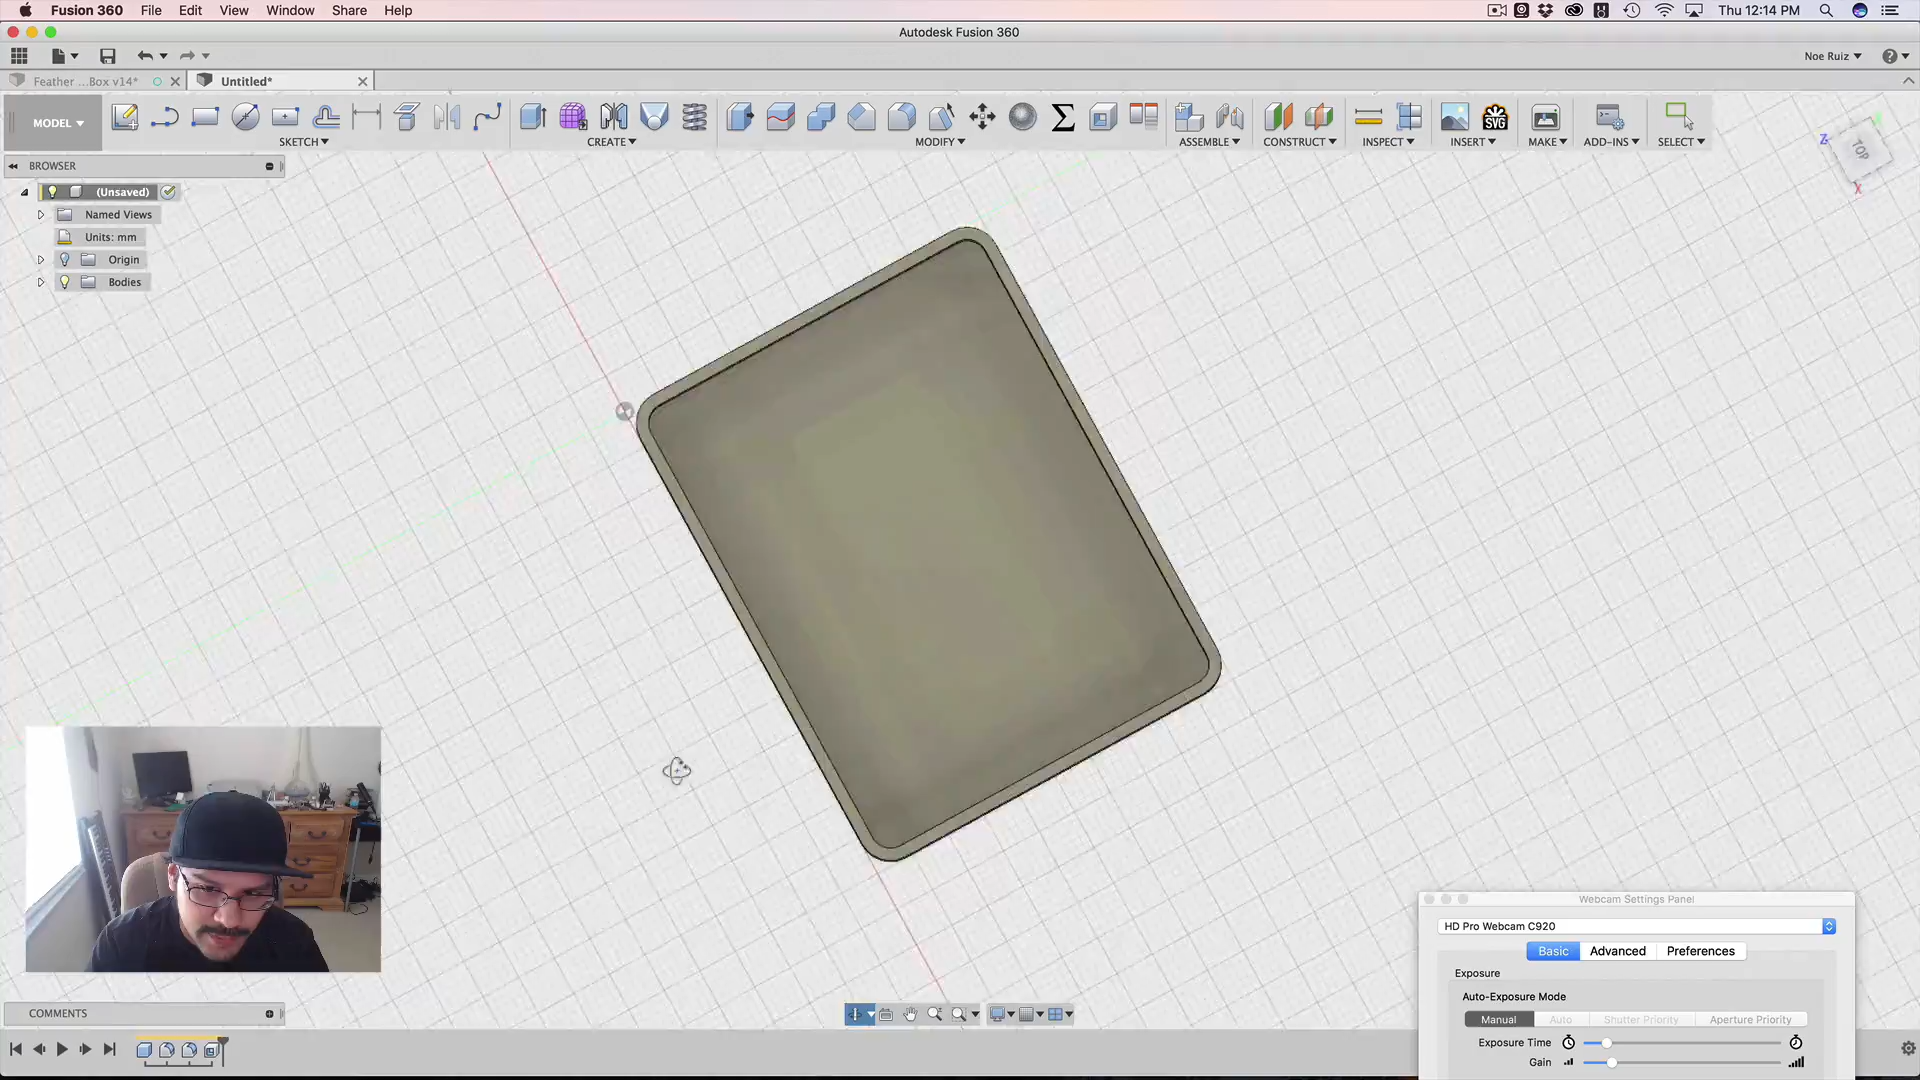 Fusion 360 File Edit View Window Share Help Thu 12:14 PM
Autodesk Fusion 360
Noe Ruiz
Feather ...Box v14* Untitled*
MODEL
SVG
SKETCH CREATE MODIFY ASSEMBLE CONSTRUCT INSPECT INSERT MAKE ADD-INS SELECT
BROWSER
(Unsaved)
Named Views
Units: mm
Origin
Bodies
Z TOP X
COMMENTS
Webcam Settings Panel
HD Pro Webcam C920
Basic Advanced Preferences
Exposure
Auto-Exposure Mode
Manual Auto Shutter Priority Aperture Priority
Exposure Time
Gain